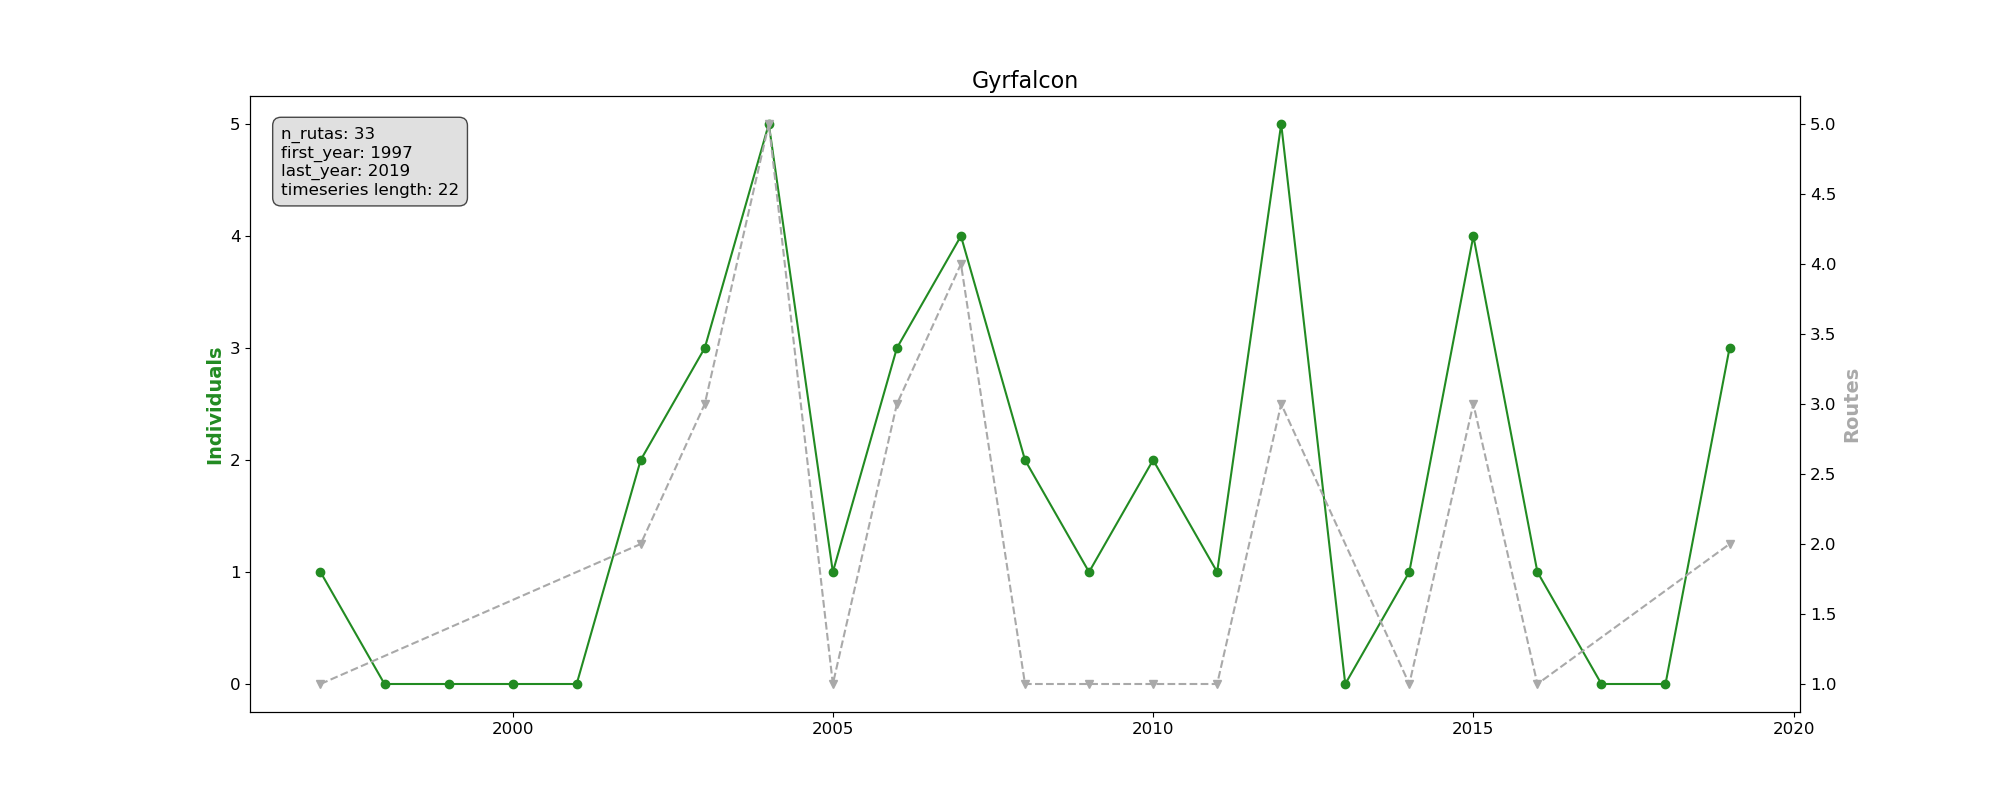 Gyrfalcon
n_rutas: 33
first_year: 1997
last_year: 2019
timeseries length: 22
Individuals
5
4
3
2
1
0
5.0
4.5
4.0
3.5
3.0
2.5
2.0
1.5
1.0
Routes
2000 2005 2010 2015 2020